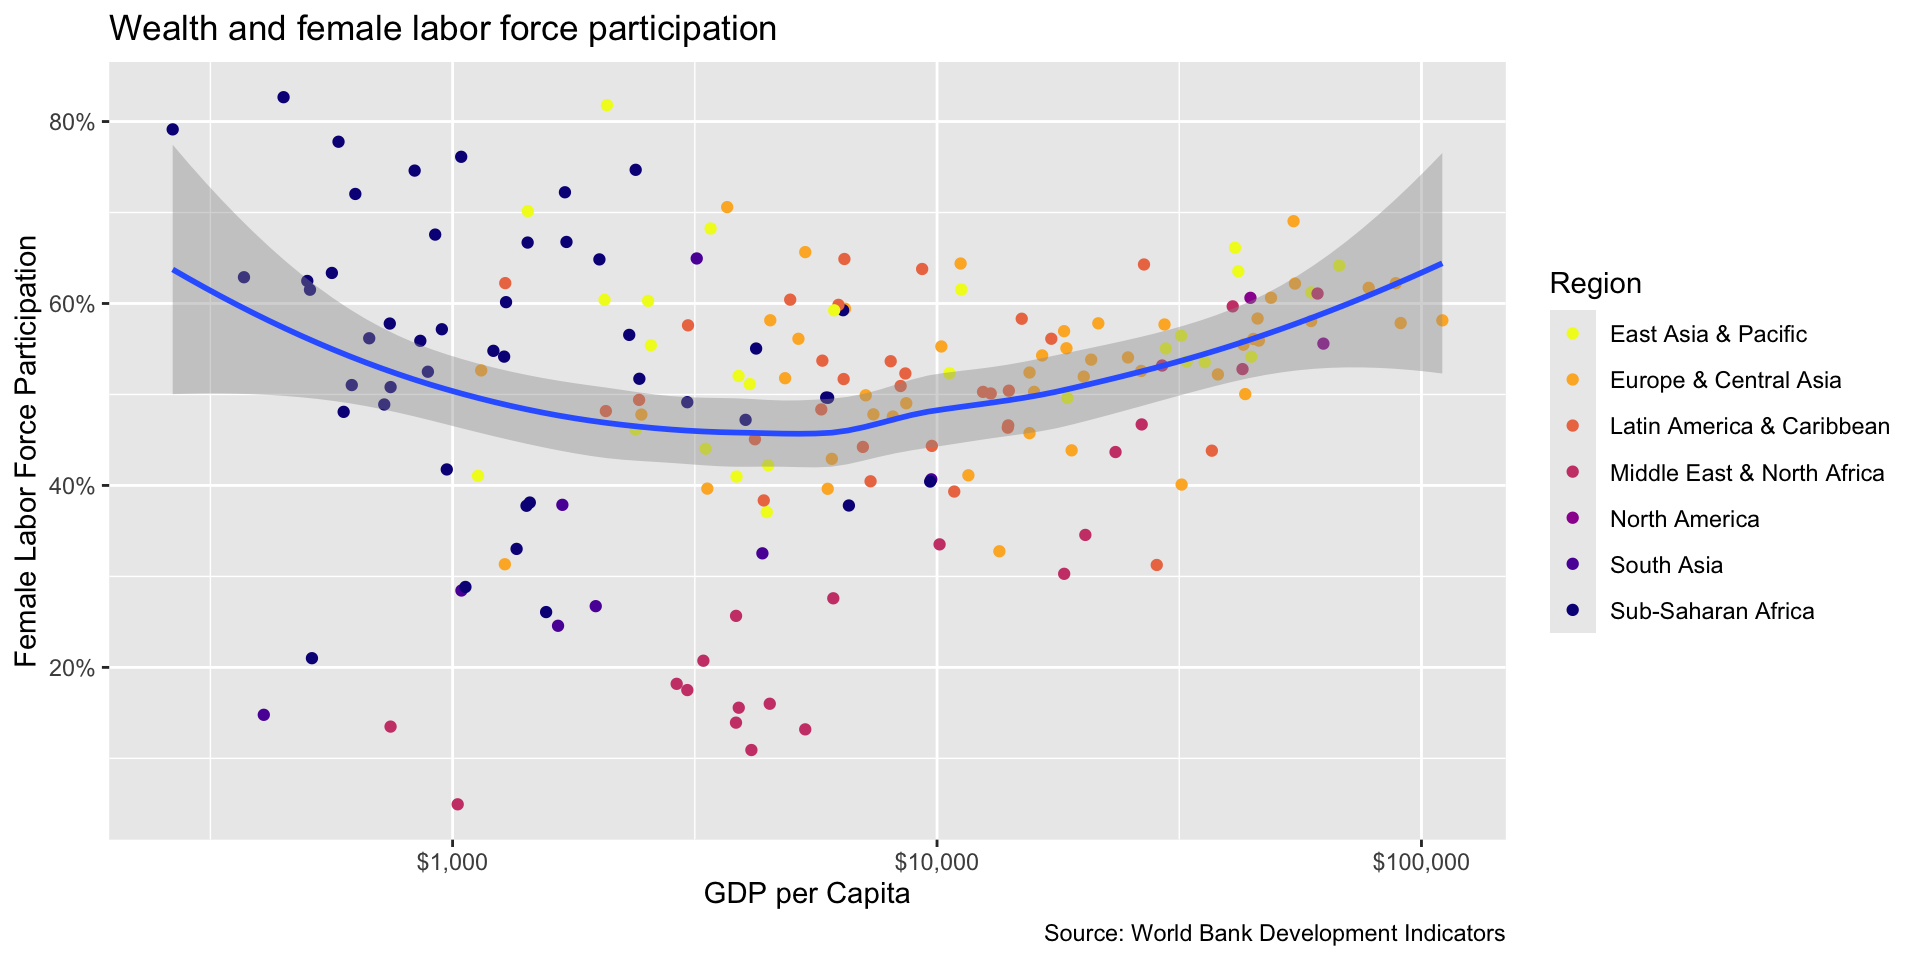 Wealth and female labor force participation
Female Labor Force Participation
80%
60%
40%
20%
$1,000
$10,000
$100,000
GDP per Capita
Region
East Asia & Pacific
Europe & Central Asia
Latin America & Caribbean
Middle East & North Africa
North America
South Asia
Sub-Saharan Africa
Source: World Bank Development Indicators